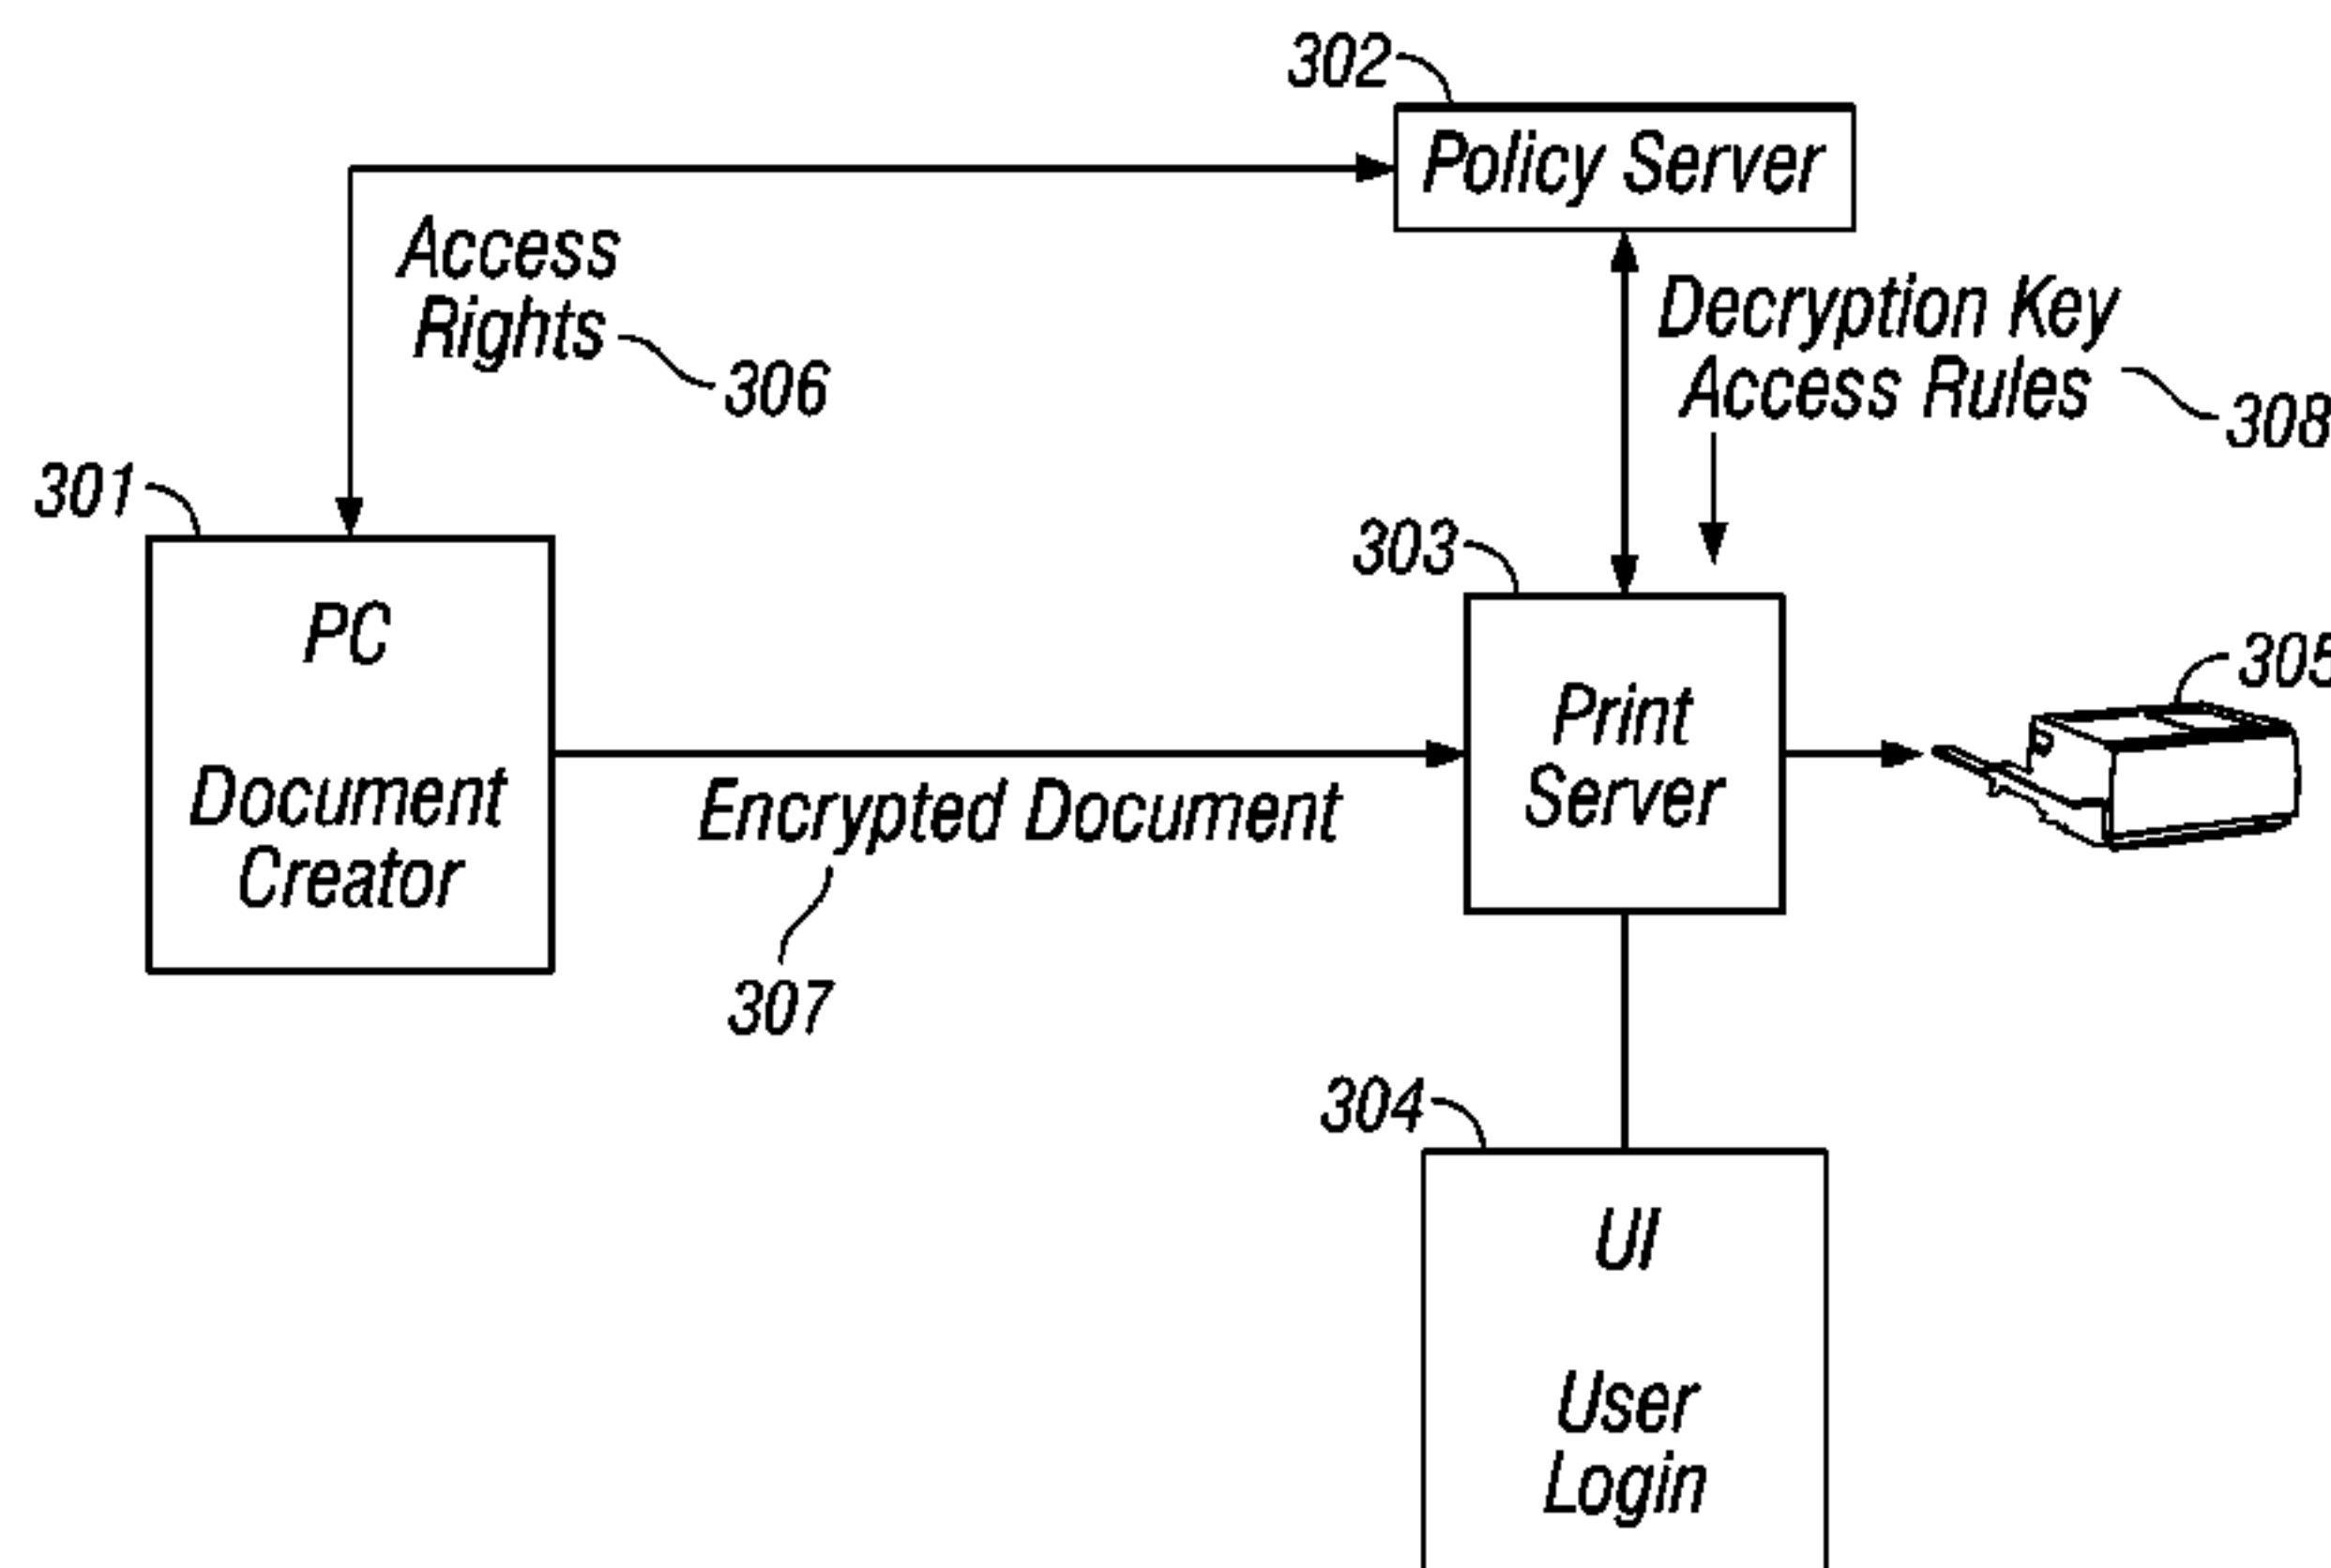 302
Policy Server
Access
Rights
306
Decryption Key
Access Rules
308
301
303
PC
Document
Creator
Print
Server
305
Encrypted Document
307
304
UI
User
Login